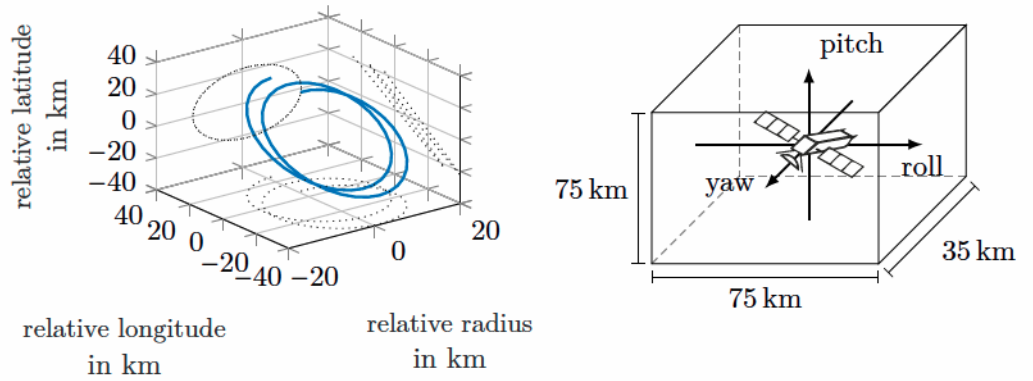 relative latitude
in km
40
20
0
−20
−40
40
20
0
−20
−40
−20
0
20
relative longitude
in km
relative radius
in km
pitch
roll
yaw
75 km
75 km
35 km